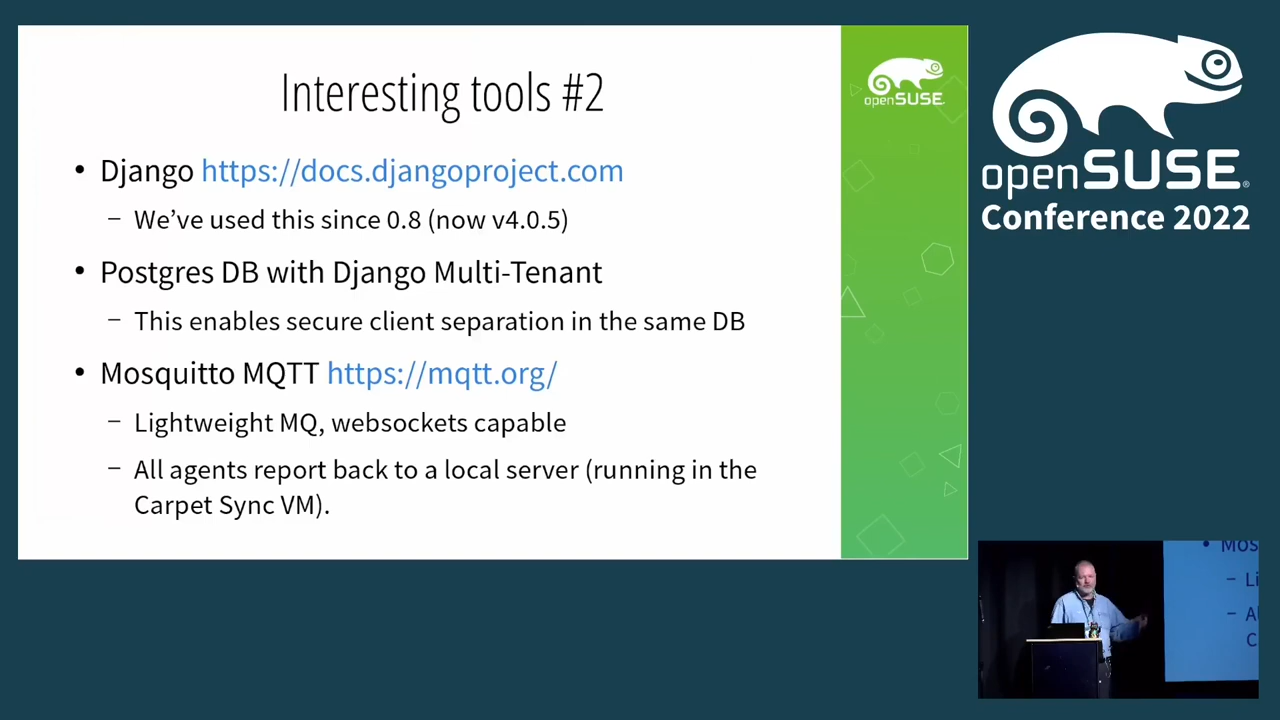 Interesting tools #2
• Django https://docs.djangoproject.com
– We’ve used this since 0.8 (now v4.0.5)
• Postgres DB with Django Multi-Tenant
– This enables secure client separation in the same DB
• Mosquitto MQTT https://mqtt.org/
– Lightweight MQ, websockets capable
– All agents report back to a local server (running in the
Carpet Sync VM).
openSUSE
openSUSE®
Conference 2022
• Mos
– Li
– Al
C